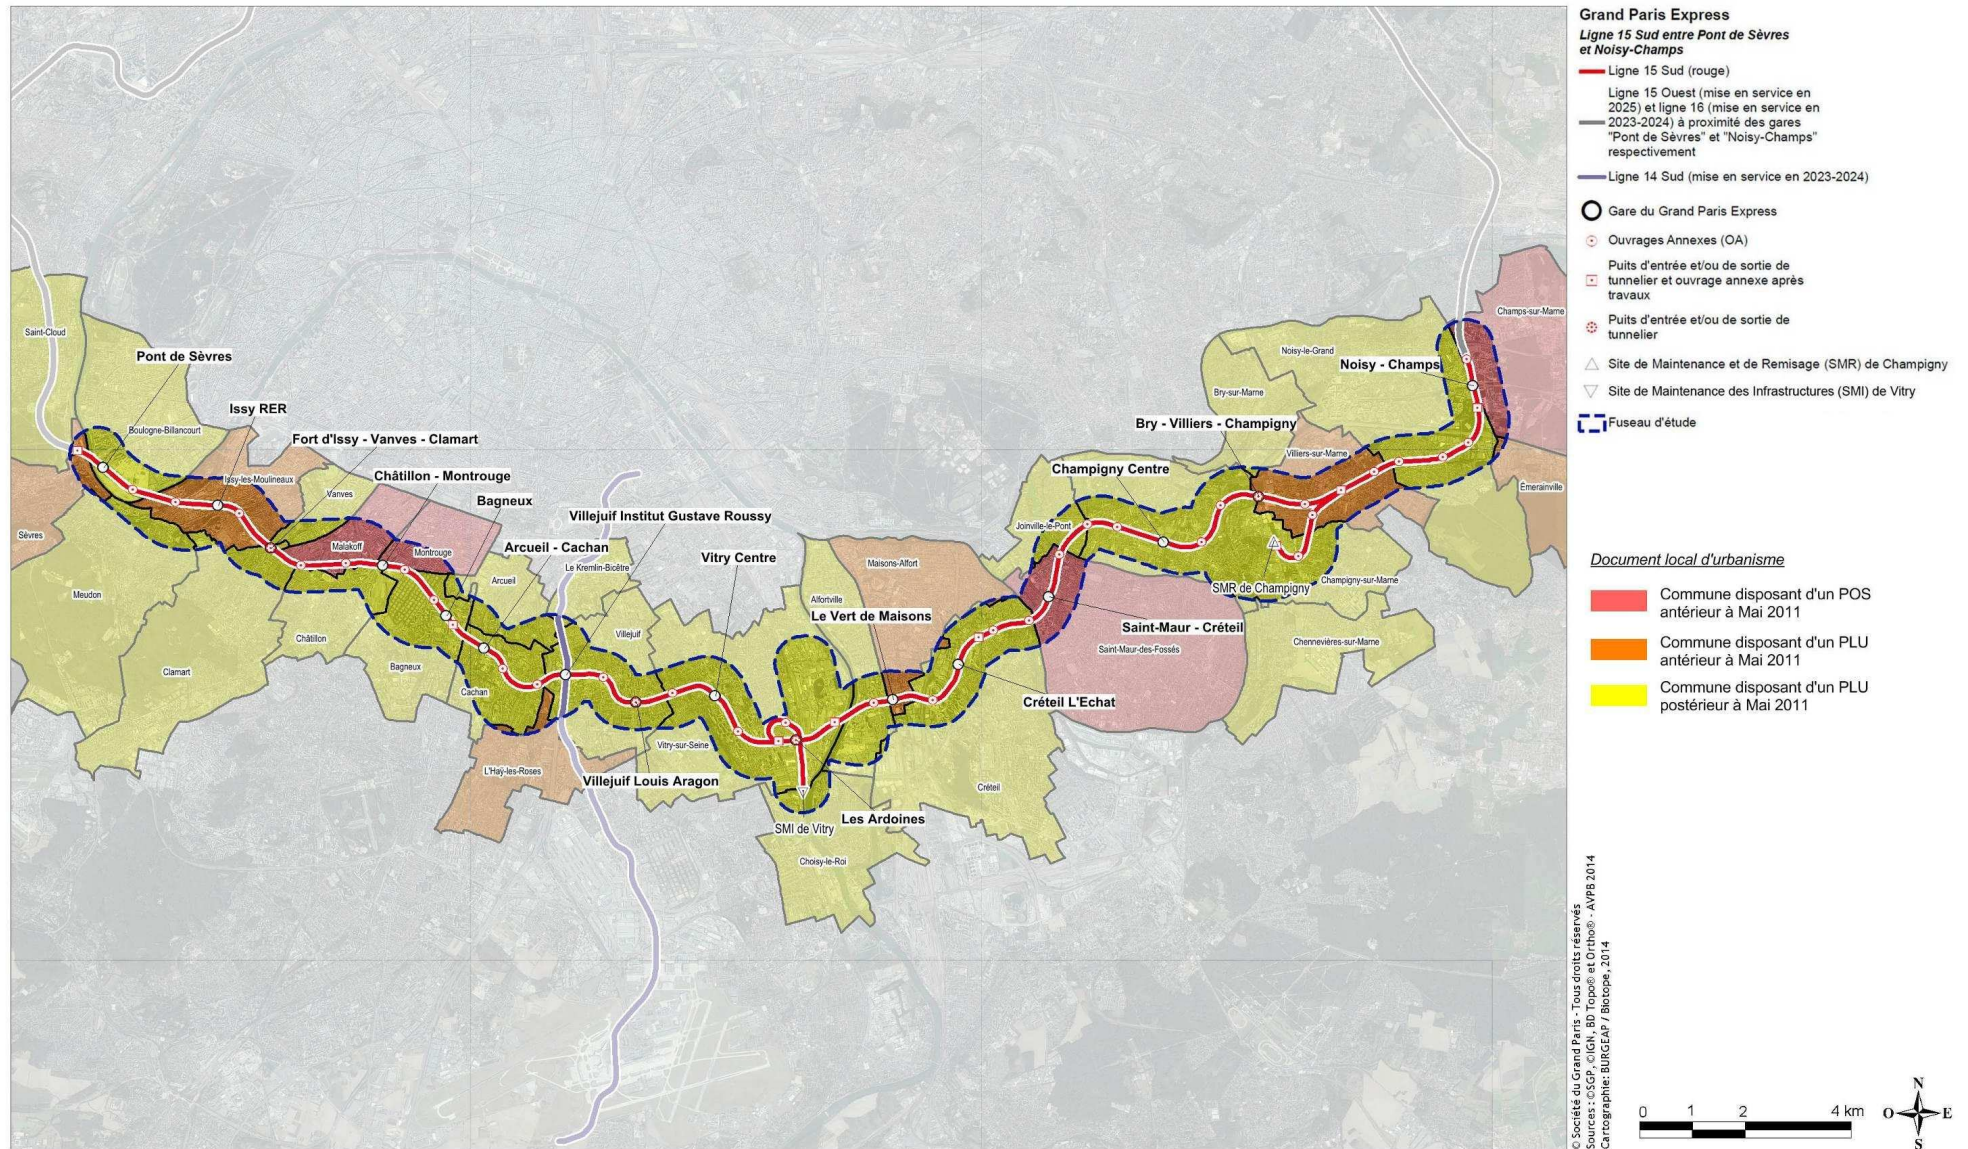 Grand Paris Express
Ligne 15 Sud entre Pont de Sèvres
et Noisy-Champs
Ligne 15 Sud (rouge)
Ligne 15 Ouest (mise en service en
2025) et ligne 16 (mise en service en
2023-2024) à proximité des gares
"Pont de Sèvres" et "Noisy-Champs"
respectivement
Ligne 14 Sud (mise en service en 2023-2024)
Gare du Grand Paris Express
Ouvrages Annexes (OA)
Puits d'entrée et/ou de sortie de
tunnelier et ouvrage annexe après
travaux
Puits d'entrée et/ou de sortie de
tunnelier
Site de Maintenance et de Remisage (SMR) de Champigny
Site de Maintenance des Infrastructures (SMI) de Vitry
Fuseau d'étude
Document local d'urbanisme
Commune disposant d'un POS
antérieur à Mai 2011
Commune disposant d'un PLU
antérieur à Mai 2011
Commune disposant d'un PLU
postérieur à Mai 2011
Saint-Cloud
Pont de Sèvres
Boulogne-Billancourt
Issy RER
Fort d'Issy - Vanves - Clamart
Issy-les-Moulineaux
Châtillon - Montrouge
Vanves
Bagneux
Sèvres
Malakoff
Montrouge
Villejuif Institut Gustave Roussy
Arcueil - Cachan
Arcueil
Le Kremlin-Bicêtre
Vitry Centre
Meudon
Châtillon
Clamart
Bagneux
Cachan
Villejuif
L'Haÿ-les-Roses
Vitry-sur-Seine
Villejuif Louis Aragon
Alfortville
Maisons-Alfort
Le Vert de Maisons
Les Ardoines
SMI de Vitry
Choisy-le-Roi
Créteil
Créteil L'Echat
Saint-Maur - Créteil
Saint-Maur-des-Fossés
Joinville-le-Pont
Champigny Centre
Bry - Villiers - Champigny
Bry-sur-Marne
Noisy-le-Grand
Noisy - Champs
Champs-sur-Marne
Villiers-sur-Marne
Émerainville
SMR de Champigny
Champigny-sur-Marne
Chennevières-sur-Marne
© Société du Grand Paris - Tous droits réservés
Sources : ©SGP, ©IGN, BD Topo® et Ortho® - AVPB 2014
Cartographie: BURGEAP / Biotope, 2014
0 1 2 4 km
N
O E
S